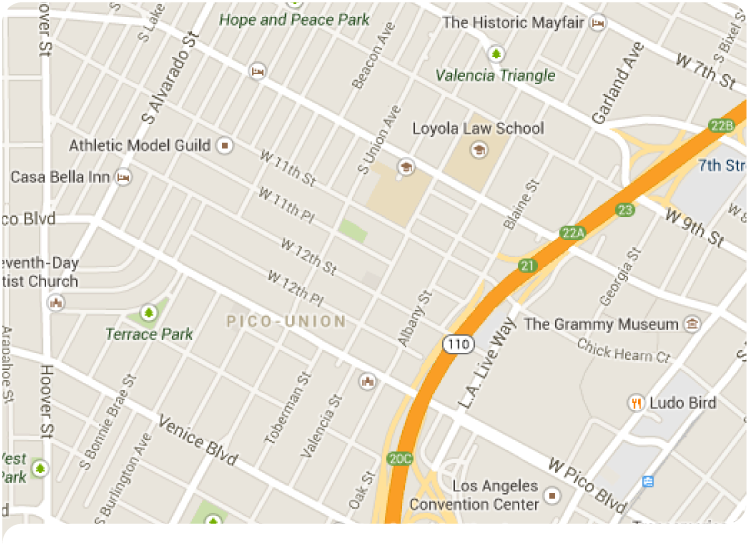 Hope and Peace Park
The Historic Mayfair
over St
S Lake
S Bixel St
Beacon Ave
W 7th St
Garland Ave
Valencia Triangle
S Alvarado St
22B
S Union Ave
Loyola Law School
Athletic Model Guild
W 11th St
7th Str
Casa Bella Inn
Blaine St
W 11th Pl
23
W 8
co Blvd
22A
W 9th St
W 12th St
eventh-Day
tist Church
21
Georgia St
W 12th Pl
PICO-UNION
Albany St
Terrace Park
The Grammy Museum
110
Chick Hearn Ct
L.A. Live Way
Arapahoe St
Hoover St
Ludo Bird
Toberman St
Valencia St
S Bonnie Brae St
Venice Blvd
20C
West
Park
S Burlington Ave
W Pico Blvd
Oak St
Los Angeles
Convention Center
d